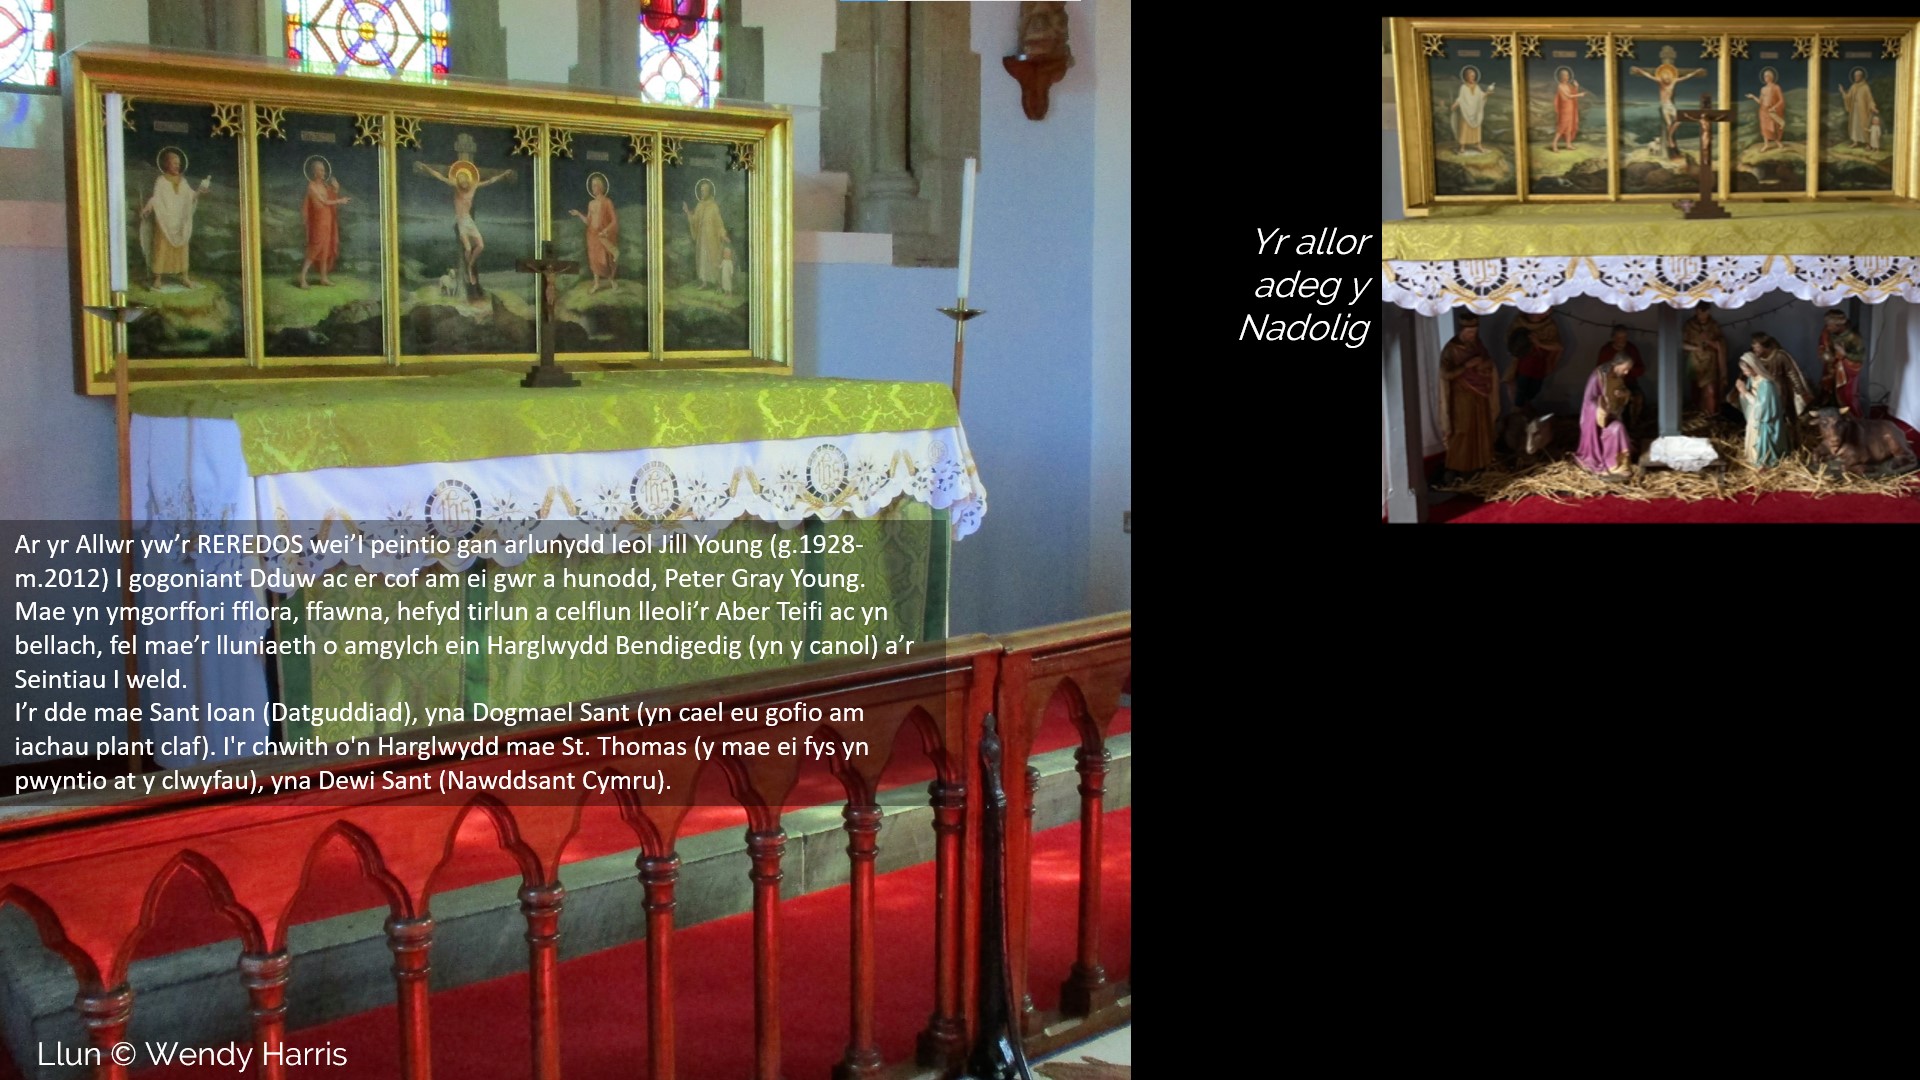 Ar yr Allwr yw’r REREDOS wei’I peintio gan arlunydd leol Jill Young (g.1928-
m.2012) I gogoniant Dduw ac er cof am ei gwr a hunodd, Peter Gray Young.
Mae yn ymgorffori fflora, ffawna, hefyd tirlun a celflun lleoli’r Aber Teifi ac yn
bellach, fel mae’r lluniaeth o amgylch ein Harglwydd Bendigedig (yn y canol) a’r
Seintiau I weld.
I’r dde mae Sant Ioan (Datguddiad), yna Dogmael Sant (yn cael eu gofio am
iachau plant claf). I'r chwith o'n Harglwydd mae St. Thomas (y mae ei fys yn
pwyntio at y clwyfau), yna Dewi Sant (Nawddsant Cymru).
Llun © Wendy Harris
Yr allor
adeg y
Nadolig